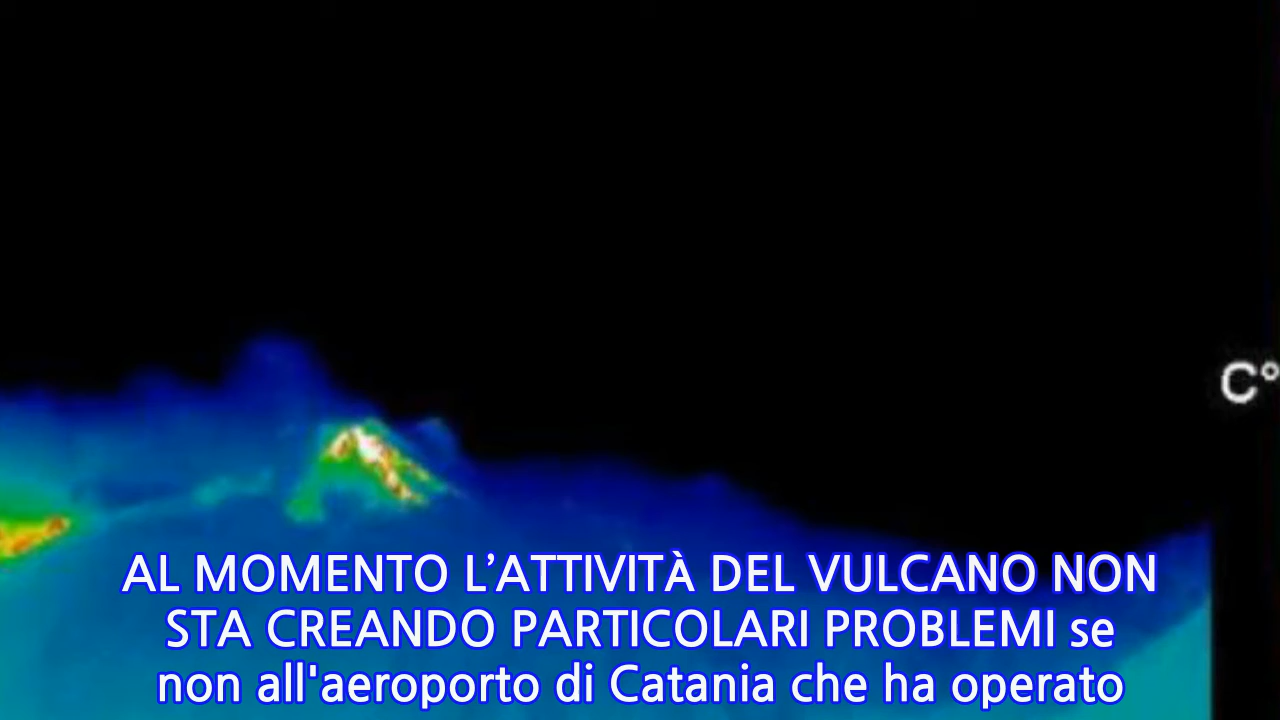 C°
AL MOMENTO L’ATTIVITÀ DEL VULCANO NON
STA CREANDO PARTICOLARI PROBLEMI se
non all'aeroporto di Catania che ha operato